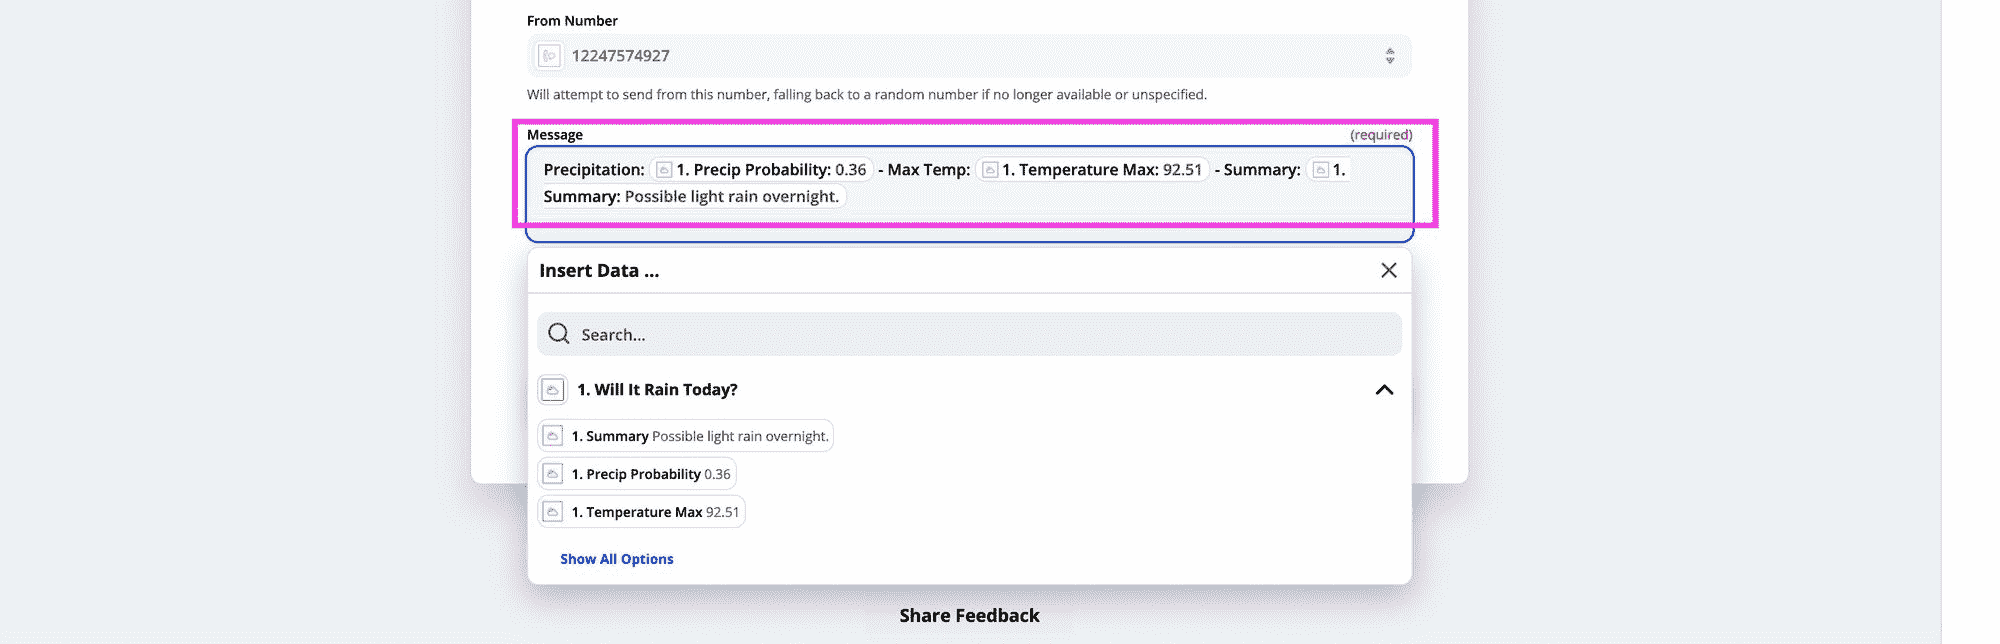 From Number
12247574927
Will attempt to send from this number, falling back to a random number if no longer available or unspecified.
Message (required)
Precipitation: 1. Precip Probability: 0.36 - Max Temp: 1. Temperature Max: 92.51 - Summary: 1.
Summary: Possible light rain overnight.
Insert Data ...
Search...
1. Will It Rain Today?
1. Summary Possible light rain overnight.
1. Precip Probability 0.36
1. Temperature Max 92.51
Show All Options
Share Feedback